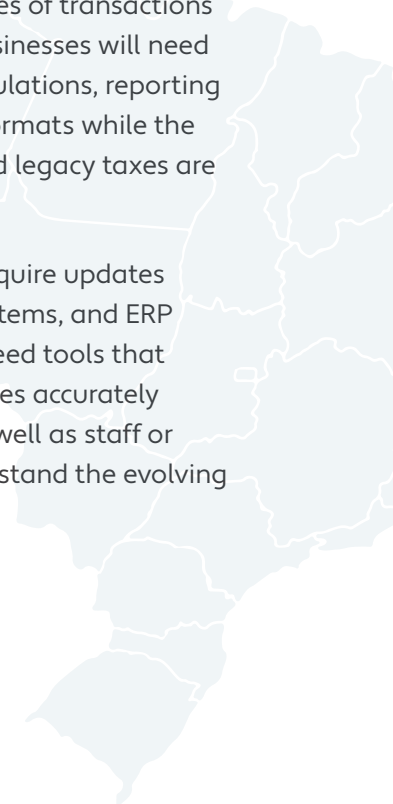 es of transactions
sinesses will need
ulations, reporting
rmats while the
d legacy taxes are
quire updates
tems, and ERP
eed tools that
es accurately
well as staff or
stand the evolving